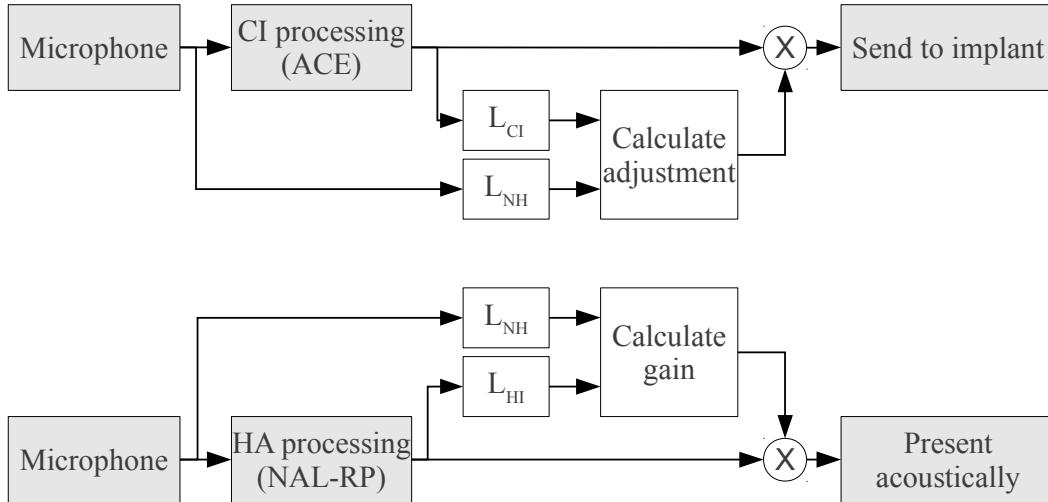 Microphone
CI processing
(ACE)
X
Send to implant
L_CI
Calculate
adjustment
L_NH
L_NH
Calculate
gain
L_HI
Microphone
HA processing
(NAL-RP)
X
Present
acoustically